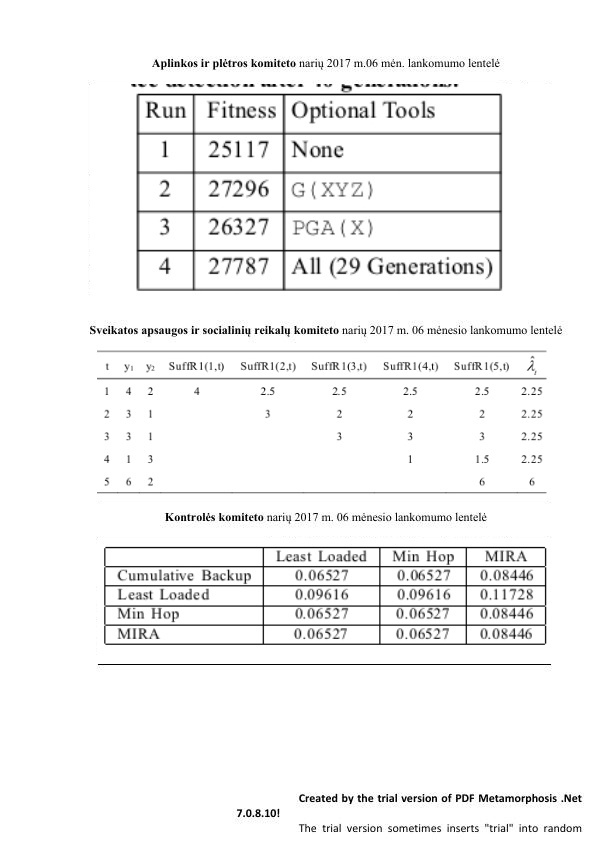 Aplinkos ir plėtros komiteto narių 2017 m.06 mėn. lankomumo lentelė
detection after 40 generations.
Run Fitness Optional Tools
1 25117 None
2 27296 G(XYZ)
3 26327 PGA(X)
4 27787 All (29 Generations)
Sveikatos apsaugos ir socialinių reikalų komiteto narių 2017 m. 06 mėnesio lankomumo lentelė
t y₁ y₂ SuffR1(1,t) SuffR1(2,t) SuffR1(3,t) SuffR1(4,t) SuffR1(5,t) λ̂ₜ
1 4 2 4 2.5 2.5 2.5 2.5 2.25
2 3 1 3 2 2 2 2.25
3 3 1 3 3 3 2.25
4 1 3 1 1.5 2.25
5 6 2 6 6
Kontrolės komiteto narių 2017 m. 06 mėnesio lankomumo lentelė
Least Loaded Min Hop MIRA
Cumulative Backup 0.06527 0.06527 0.08446
Least Loaded 0.09616 0.09616 0.11728
Min Hop 0.06527 0.06527 0.08446
MIRA 0.06527 0.06527 0.08446
Created by the trial version of PDF Metamorphosis .Net
7.0.8.10!
The trial version sometimes inserts "trial" into random